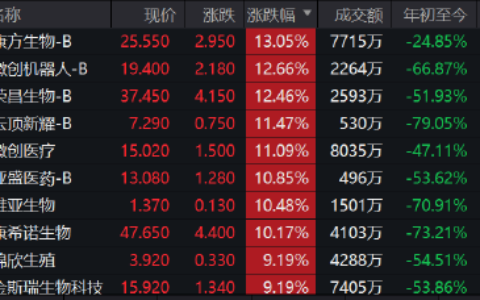 名称 现价 涨跌 涨跌幅 成交额 年初至今
康方生物-B 25.550 2.950 13.05% 7715万 -24.85%
微创机器人-B 19.400 2.180 12.66% 2264万 -66.87%
荣昌生物-B 37.450 4.150 12.46% 2593万 -51.93%
云顶新耀-B 7.290 0.750 11.47% 530万 -79.05%
微创医疗 15.020 1.500 11.09% 8035万 -47.11%
亚盛医药-B 13.080 1.280 10.85% 496万 -53.62%
维亚生物 1.370 0.130 10.48% 1501万 -70.91%
康希诺生物 47.650 4.400 10.17% 4103万 -73.21%
锦欣生殖 3.920 0.330 9.19% 4288万 -54.51%
金斯瑞生物科技 15.920 1.340 9.19% 7405万 -53.86%